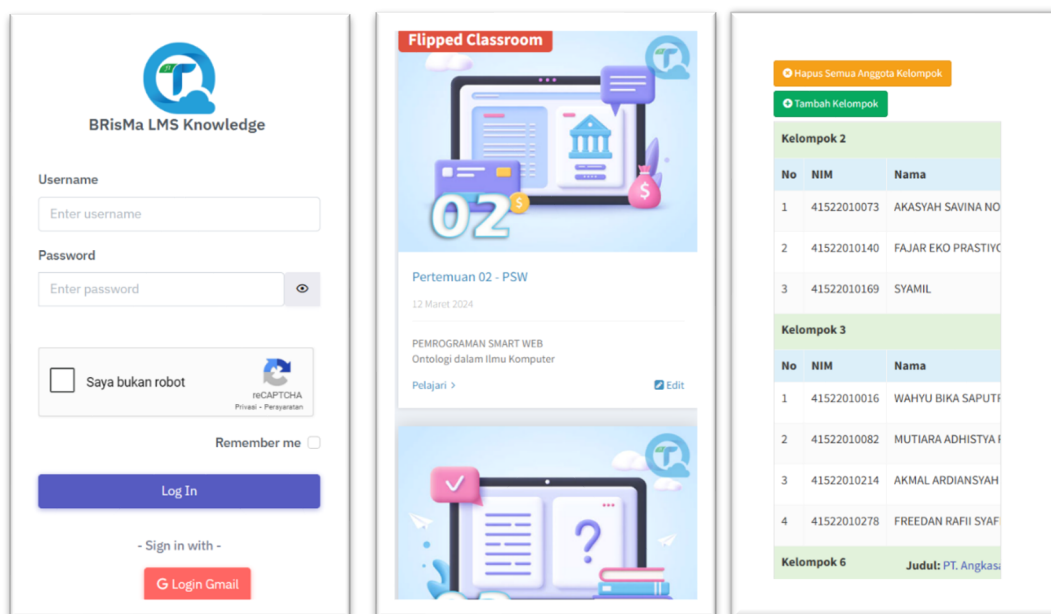 BRisMa LMS Knowledge
Username
Enter username
Password
Enter password
Saya bukan robot
reCAPTCHA
Privasi - Persyaratan
Remember me
Log In
- Sign in with -
G Login Gmail
Flipped Classroom
02
Pertemuan 02 - PSW
12 Maret 2024
PEMROGRAMAN SMART WEB
Ontologi dalam Ilmu Komputer
Pelajari >
Edit
Hapus Semua Anggota Kelompok
Tambah Kelompok
Kelompok 2
No NIM Nama
1 41522010073 AKASYAH SAVINA NO
2 41522010140 FAJAR EKO PRASTIYO
3 41522010169 SYAMIL
Kelompok 3
No NIM Nama
1 41522010016 WAHYU BIKA SAPUTR
2 41522010082 MUTIARA ADHISTYA
3 41522010214 AKMAL ARDIANSYAH
4 41522010278 FREEDAN RAFII SYAF
Kelompok 6 Judul: PT. Angkasa